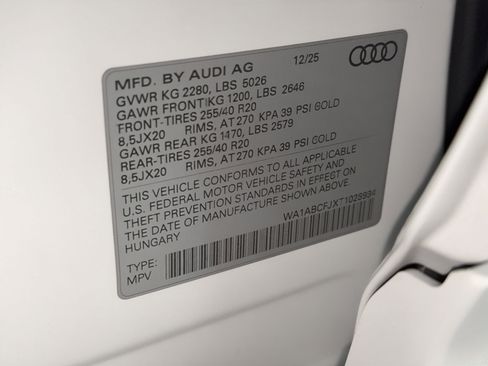 MFD. BY AUDI AG 12/25
GVWR KG 2280, LBS 5026
GAWR FRONT KG 1200, LBS 2646
FRONT-TIRES 255/40 R20
8,5JX20 RIMS, AT 270 KPA 39 PSI COLD
GAWR REAR KG 1470, LBS 2579
REAR-TIRES 255/40 R20
8,5JX20 RIMS, AT 270 KPA 39 PSI COLD
THIS VEHICLE CONFORMS TO ALL APPLICABLE
U.S. FEDERAL MOTOR VEHICLE SAFETY AND
THEFT PREVENTION STANDARDS IN EFFECT ON
THE DATE OF MANUFACTURE SHOWN ABOVE.
HUNGARY
WA1ABCFJXT1028994
TYPE:
MPV